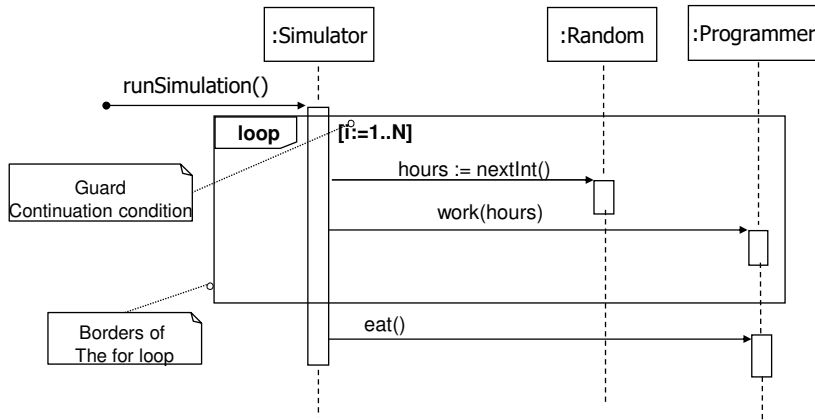 :Simulator
:Random
:Programmer
runSimulation()
loop
[i:=1..N]
hours := nextInt()
Guard
Continuation condition
work(hours)
Borders of
The for loop
eat()